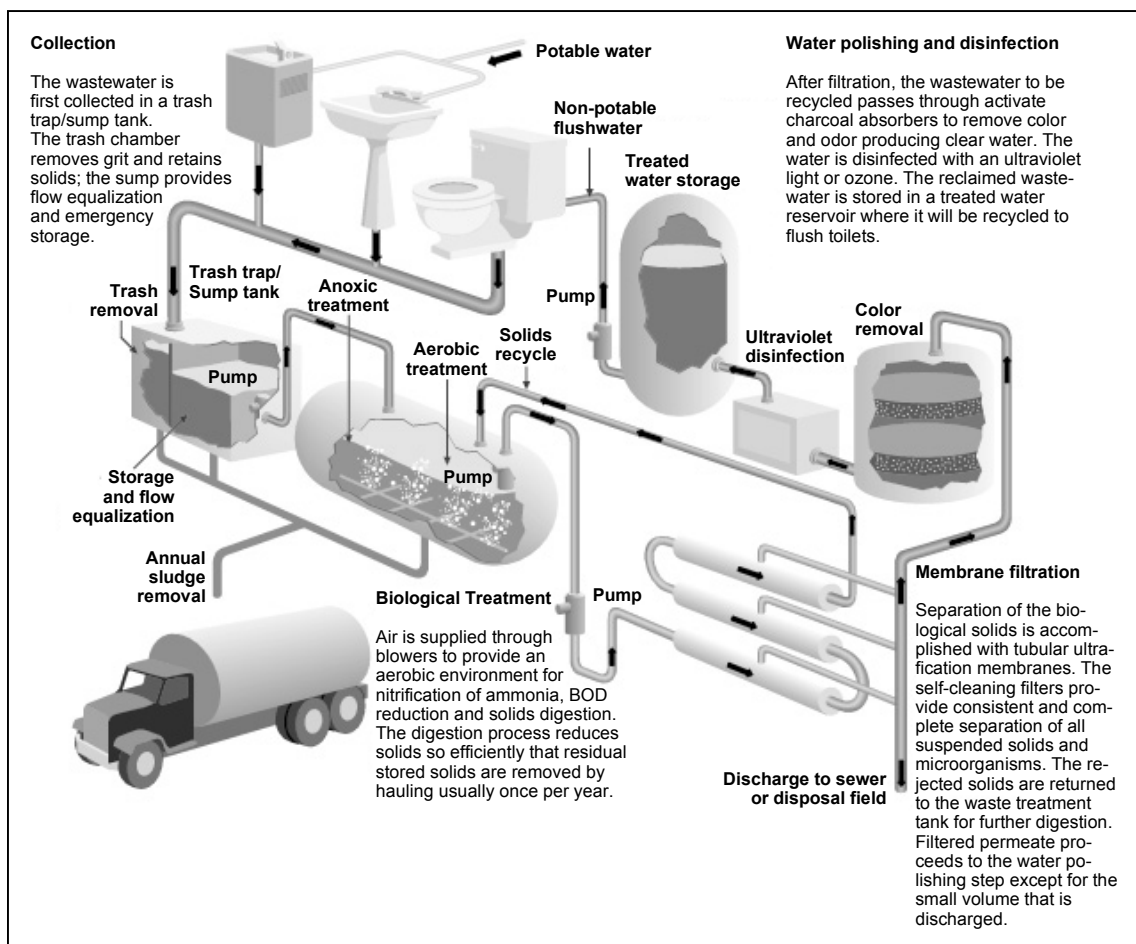 Collection
The wastewater is
first collected in a trash
trap/sump tank.
The trash chamber
removes grit and retains
solids; the sump provides
flow equalization
and emergency
storage.
Potable water
Non-potable
flushwater
Treated
water storage
Water polishing and disinfection
After filtration, the wastewater to be
recycled passes through activate
charcoal absorbers to remove color
and odor producing clear water. The
water is disinfected with an ultraviolet
light or ozone. The reclaimed waste-
water is stored in a treated water
reservoir where it will be recycled to
flush toilets.
Trash
removal
Trash trap/
Sump tank
Anoxic
treatment
Aerobic
treatment
Solids
recycle
Pump
Ultraviolet
disinfection
Color
removal
Pump
Pump
Storage
and flow
equalization
Annual
sludge
removal
Biological Treatment
Air is supplied through
blowers to provide an
aerobic environment for
nitrification of ammonia, BOD
reduction and solids digestion.
The digestion process reduces
solids so efficiently that residual
stored solids are removed by
hauling usually once per year.
Pump
Discharge to sewer
or disposal field
Membrane filtration
Separation of the bio-
logical solids is accom-
plished with tubular ultra-
fication membranes. The
self-cleaning filters pro-
vide consistent and com-
plete separation of all
suspended solids and
microorganisms. The re-
jected solids are returned
to the waste treatment
tank for further digestion.
Filtered permeate pro-
ceeds to the water po-
lishing step except for the
small volume that is
discharged.